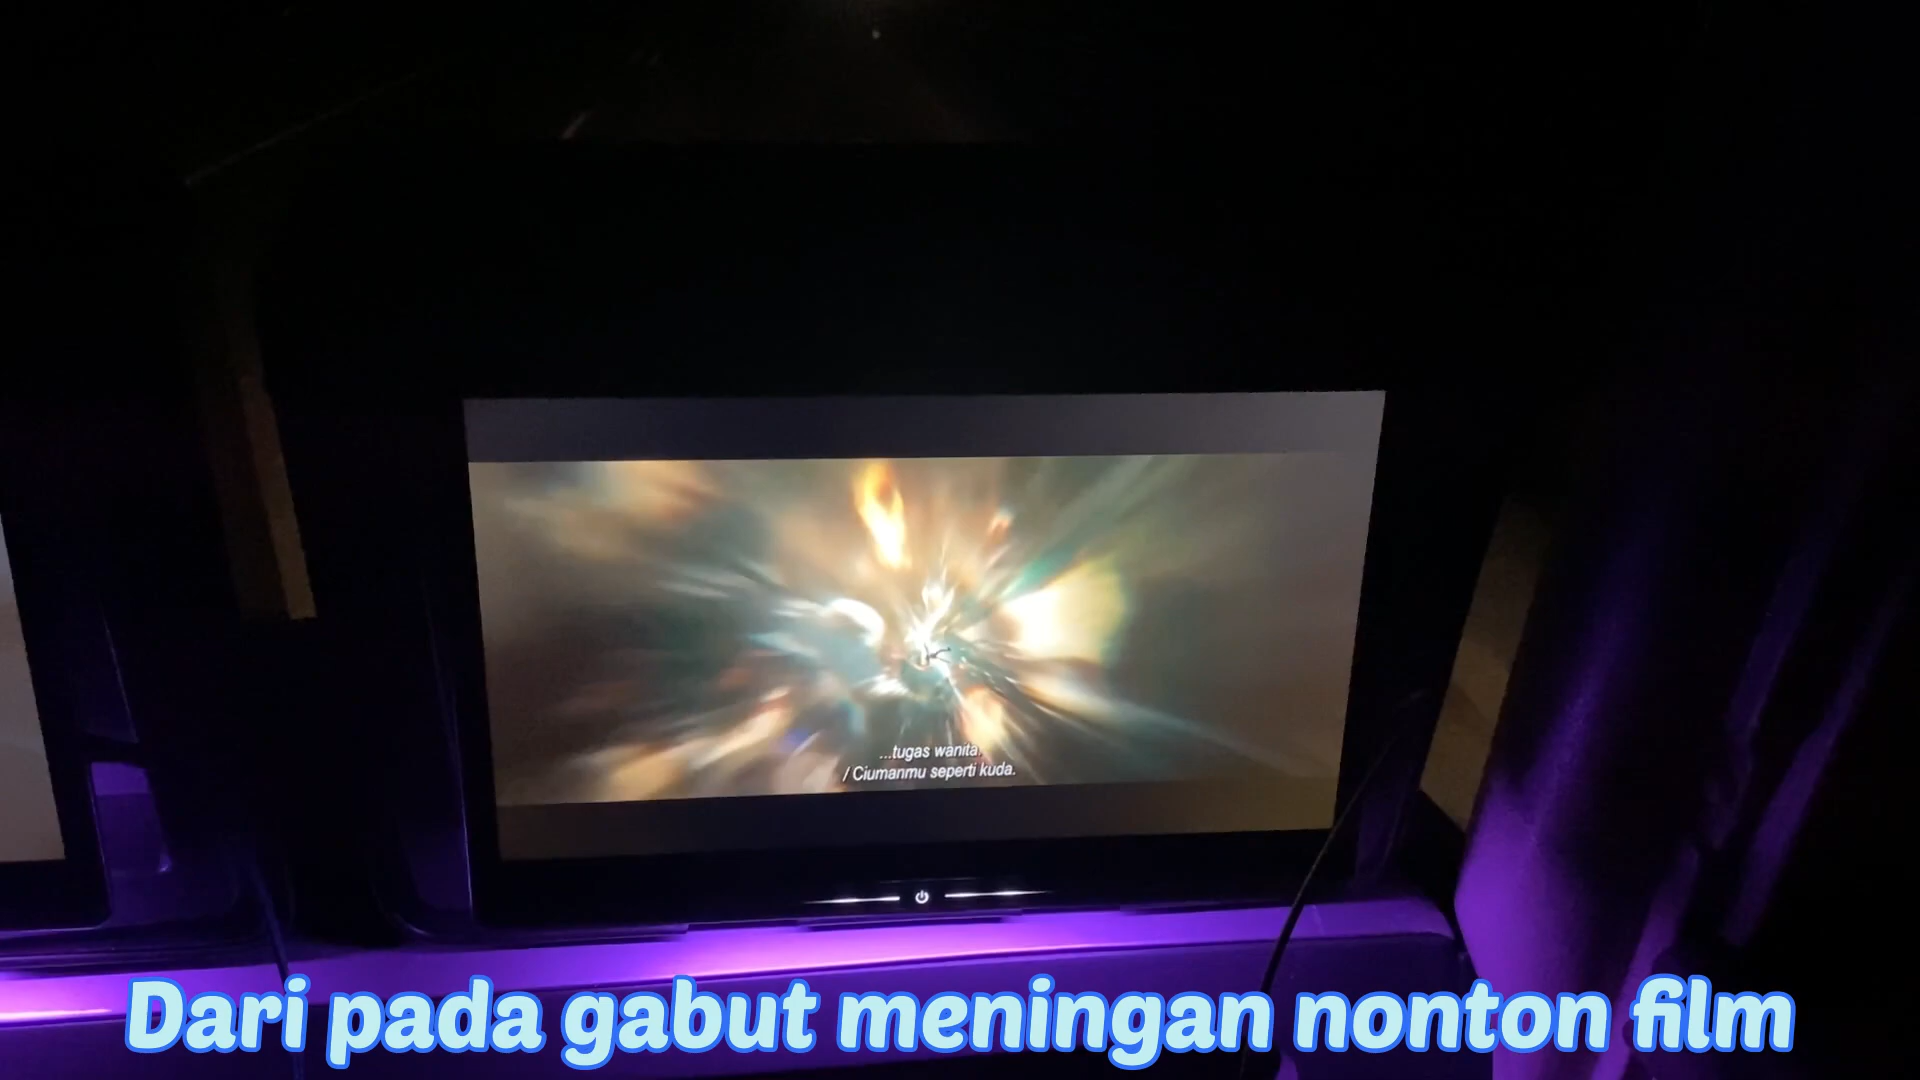 ...tugas wanita.
/ Ciumanmu seperti kuda.
Dari pada gabut meningan nonton film